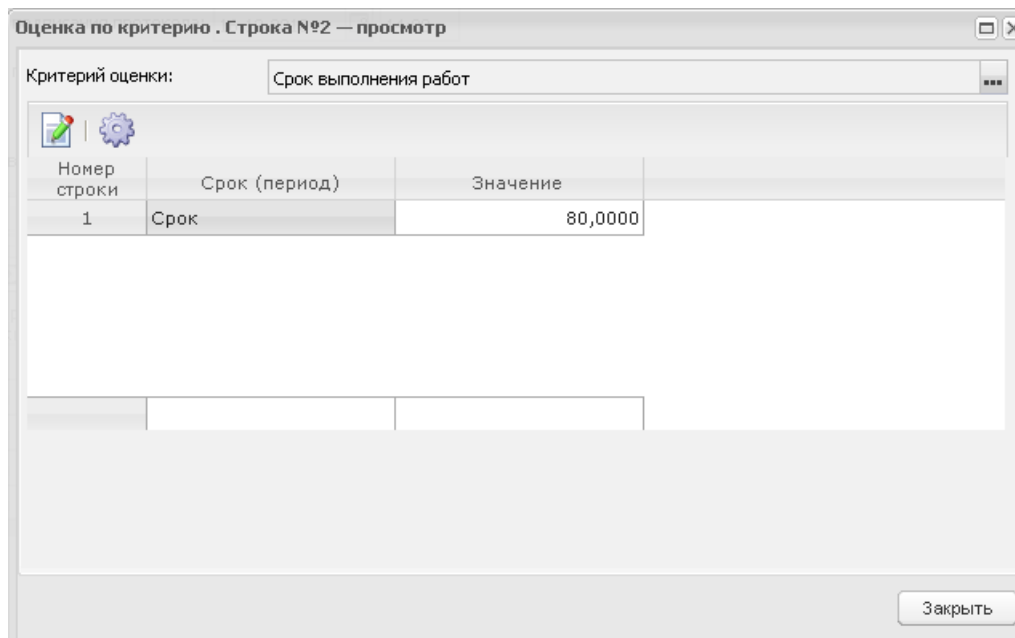 Оценка по критерию . Строка №2 — просмотр
Критерий оценки: Срок выполнения работ ...
Номер строки Срок (период) Значение
1 Срок 80,0000
Закрыть